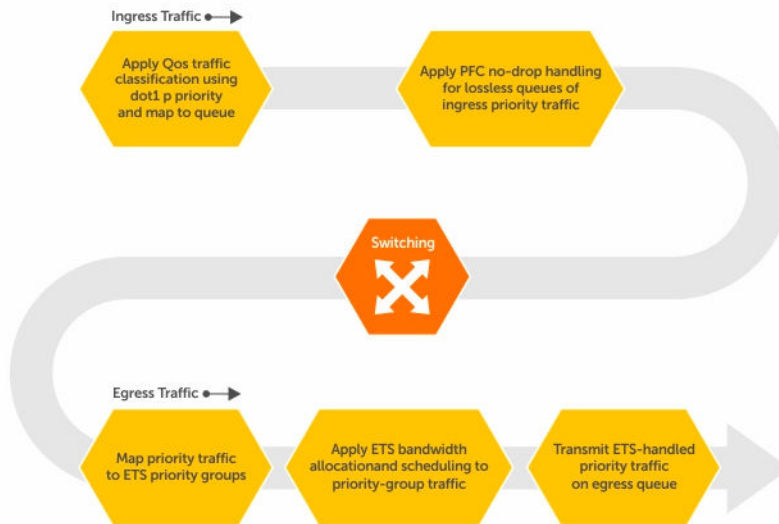 Ingress Traffic
Apply Qos traffic
classification using
dot1 p priority
and map to queue
Apply PFC no-drop handling
for lossless queues of
ingress priority traffic
Switching
Egress Traffic
Map priority traffic
to ETS priority groups
Apply ETS bandwidth
allocationand scheduling to
priority-group traffic
Transmit ETS-handled
priority traffic
on egress queue